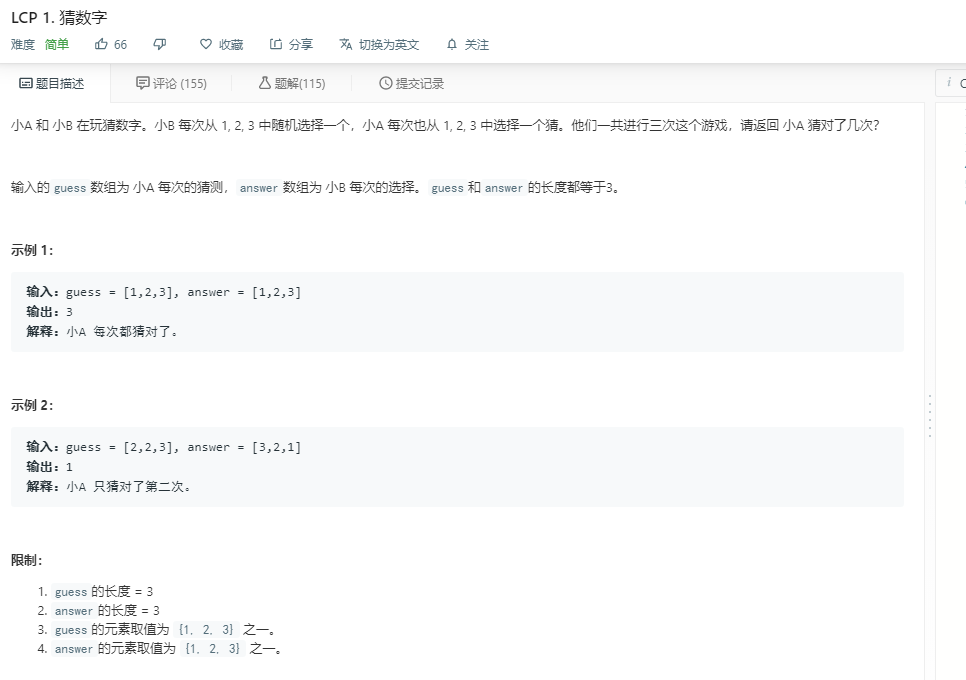 LCP 1. 猜数字
难度 简单 66 收藏 分享 切换为英文 关注
题目描述 评论 (155) 题解(115) 提交记录
小A 和 小B 在玩猜数字。小B 每次从 1, 2, 3 中随机选择一个，小A 每次也从 1, 2, 3 中选择一个猜。他们一共进行三次这个游戏，请返回 小A 猜对了几次？
输入的 guess 数组为 小A 每次的猜测，answer 数组为 小B 每次的选择。guess 和 answer 的长度都等于3。
示例 1：
输入：guess = [1,2,3], answer = [1,2,3]
输出：3
解释：小A 每次都猜对了。
示例 2：
输入：guess = [2,2,3], answer = [3,2,1]
输出：1
解释：小A 只猜对了第二次。
限制：
1. guess 的长度 = 3
2. answer 的长度 = 3
3. guess 的元素取值为 {1, 2, 3} 之一。
4. answer 的元素取值为 {1, 2, 3} 之一。